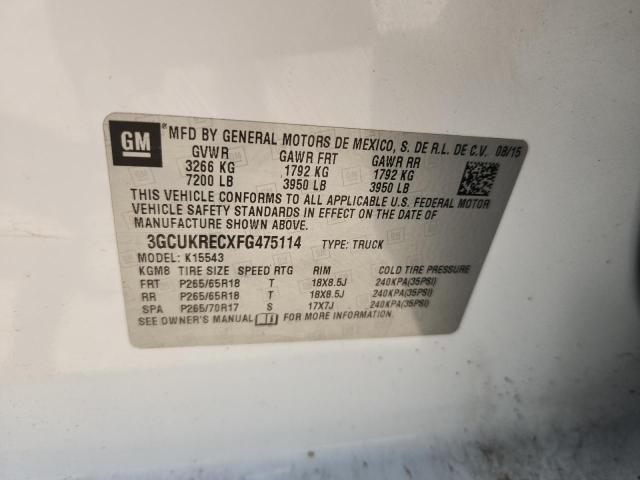 GM
MFD BY GENERAL MOTORS DE MEXICO, S. DE R.L. DE C.V. 08/15
GVWR GAWR FRT GAWR RR
3266 KG 1792 KG 1792 KG
7200 LB 3950 LB 3950 LB
THIS VEHICLE CONFORMS TO ALL APPLICABLE U.S. FEDERAL MOTOR
VEHICLE SAFETY STANDARDS IN EFFECT ON THE DATE OF
MANUFACTURE SHOWN ABOVE.
3GCUKRECXFG475114 TYPE: TRUCK
MODEL: K15543
KGM8 TIRE SIZE SPEED RTG RIM COLD TIRE PRESSURE
FRT P265/65R18 T 18X8.5J 240KPA(35PSI)
RR P265/65R18 T 18X8.5J 240KPA(35PSI)
SPA P265/70R17 S 17X7J 240KPA(35PSI)
SEE OWNER'S MANUAL FOR MORE INFORMATION.